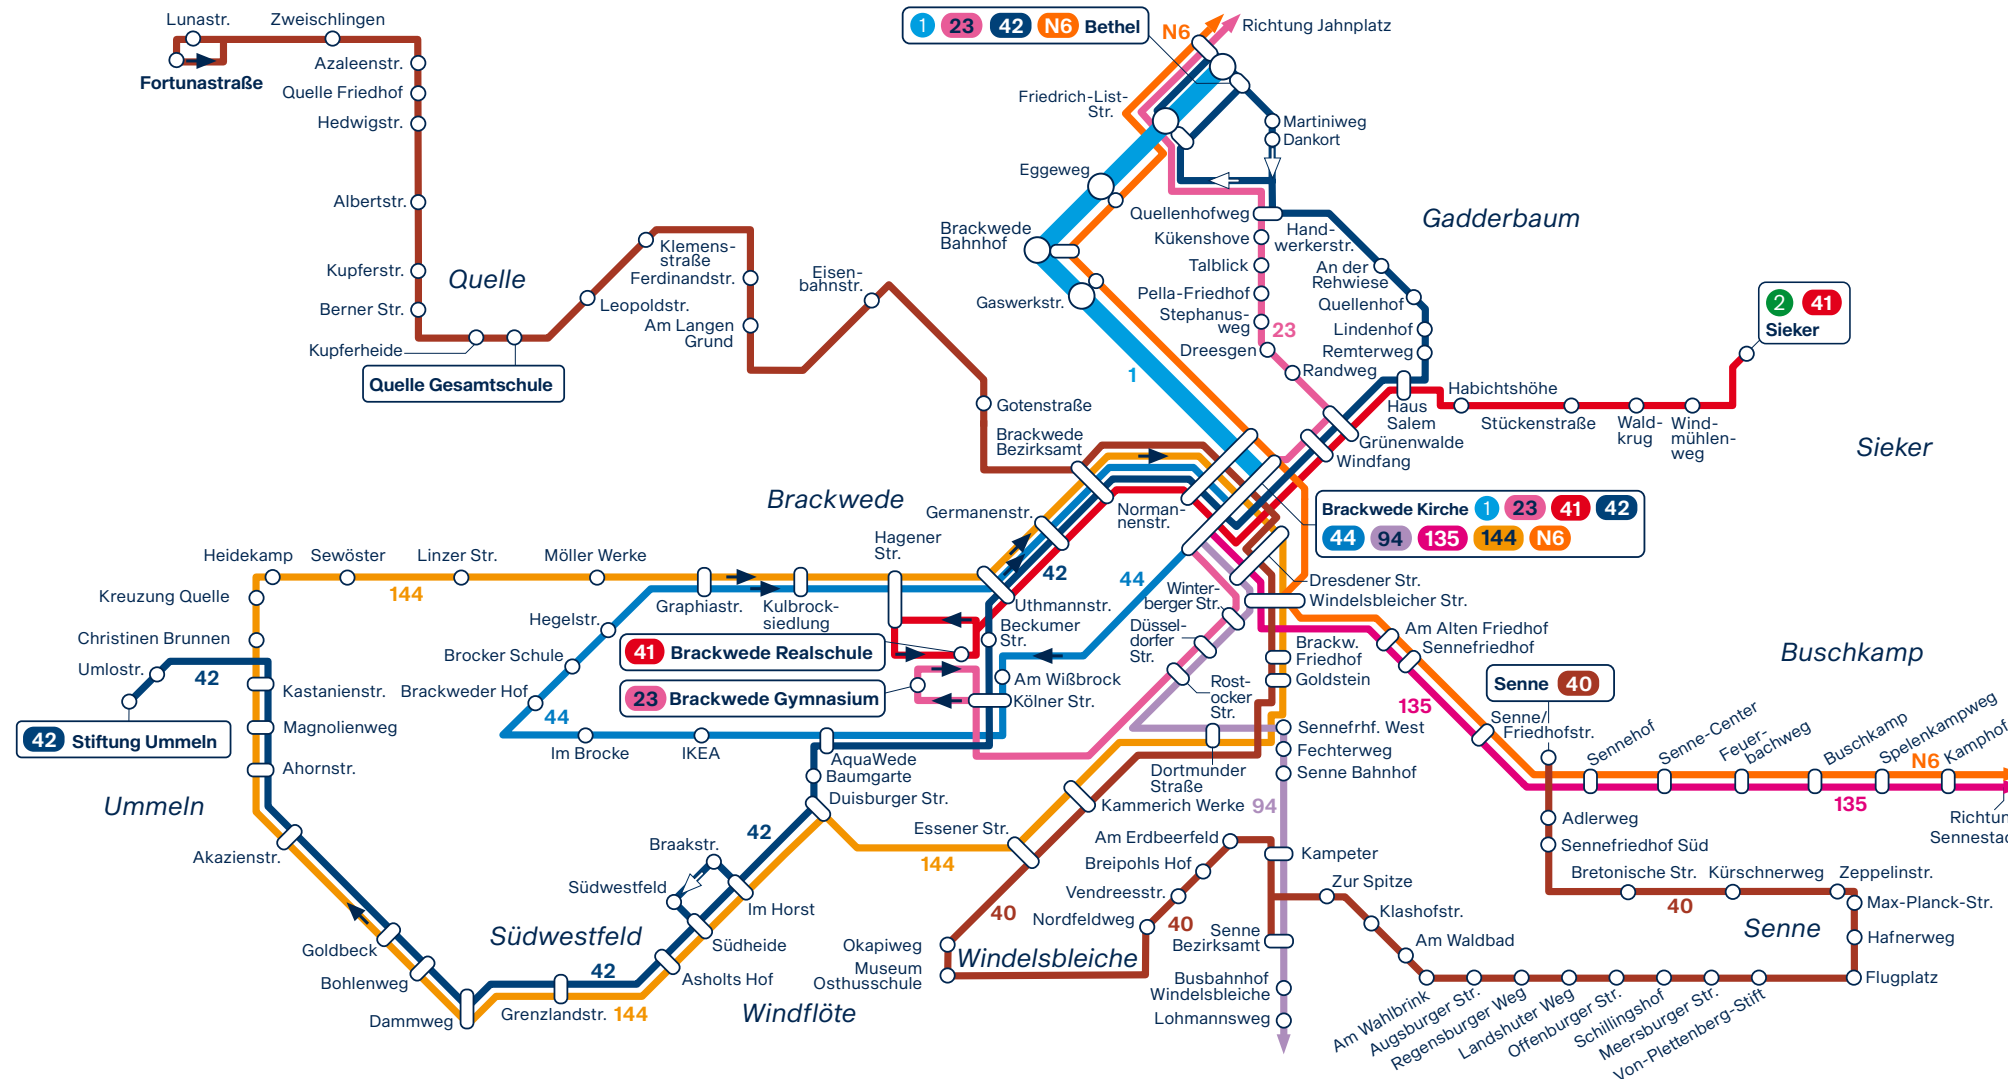 Lunastr.
Zweischlingen
Fortunastraße
Azaleenstr.
Quelle Friedhof
Hedwigstr.
Albertstr.
Kupferstr.
Berner Str.
Quelle
Kupferheide
Quelle Gesamtschule
Leopoldstr.
Klemens-
straße
Ferdinandstr.
Am Langen
Grund
Eisen-
bahnstr.
Gotenstraße
Brackwede
Bezirksamt
1 23 42 N6 Bethel
N6
Richtung Jahnplatz
Friedrich-List-
Str.
Martiniweg
Dankort
Eggeweg
Brackwede
Bahnhof
Gaswerkstr.
1
Quellenhofweg
Kükenshove
Talblick
Pella-Friedhof
Stephanus-
weg
23
Dreesgen
Randweg
Hand-
werkerstr.
An der
Rehwiese
Quellenhof
Lindenhof
Remterweg
Gadderbaum
Haus
Salem
Grünenwalde
Windfang
Habichtshöhe
Stückenstraße
Wald-
krug
Wind-
mühlen-
weg
2 41
Sieker
Sieker
Brackwede
Germanenstr.
Norman-
nenstr.
Brackwede Kirche 1 23 41 42
44 94 135 144 N6
Heidekamp
Sewöster
Linzer Str.
Möller Werke
Hagener
Str.
144
Kreuzung Quelle
Christinen Brunnen
Umlostr.
42
42 Stiftung Ummeln
Kastanienstr.
Magnolienweg
Ahornstr.
Ummeln
Akazienstr.
Goldbeck
Bohlenweg
Dammweg
Graphiastr.
Kulbrock-
siedlung
Hegelstr.
Brocker Schule
Brackweder Hof
44
Im Brocke
IKEA
41 Brackwede Realschule
23 Brackwede Gymnasium
42
44
Uthmannstr.
Beckumer
Str.
Am Wißbrock
Kölner Str.
AquaWede
Baumgarte
Duisburger Str.
42
144
Essener Str.
Kammerich Werke
Braakstr.
Südwestfeld
Im Horst
Südheide
Asholts Hof
Südwestfeld
42
Grenzlandstr.
144
Windflöte
Dresdener Str.
Windelsbleicher Str.
Winter-
berger Str.
Düssel-
dorfer
Str.
Rost-
ocker
Str.
Dortmunder
Straße
Brackw.
Friedhof
Goldstein
Sennefrhf. West
Fechterweg
Senne Bahnhof
94
Am Alten Friedhof
Sennefriedhof
135
Senne 40
Senne/
Friedhofstr.
Buschkamp
Sennehof
Senne-Center
Feuer-
bachweg
Buschkamp
Spelenkampweg
Kamphof
N6
135
Adlerweg
Sennefriedhof Süd
Bretonische Str.
Kürschnerweg
Zeppelinstr.
Max-Planck-Str.
40
Senne
Hafnerweg
Flugplatz
Am Erdbeerfeld
Breipohls Hof
Vendreesstr.
Nordfeldweg
40
40
Okapiweg
Museum
Osthusschule
Windelsbleiche
Kampeter
Senne
Bezirksamt
Busbahnhof
Windelsbleiche
Lohmannsweg
Zur Spitze
Klashofstr.
Am Waldbad
Am Wahlbrink
Augsburger Str.
Regensburger Weg
Landshuter Weg
Offenburger Str.
Schillingshof
Meersburger Str.
Von-Plettenberg-Stift